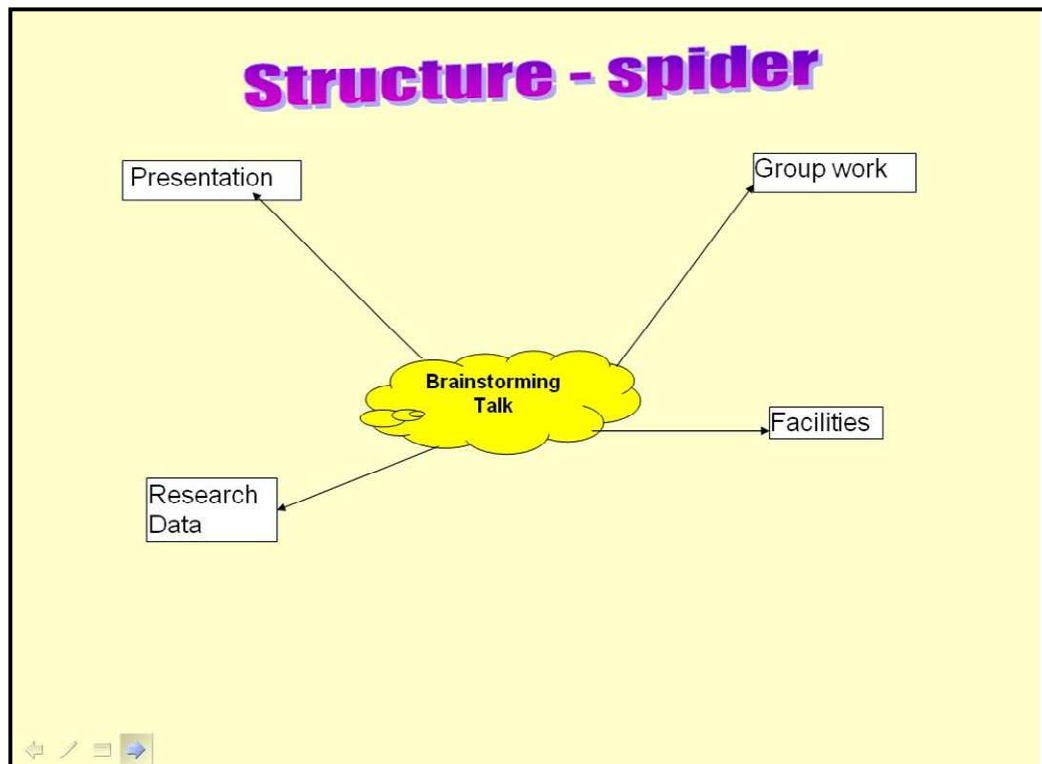 Structure - spider
Presentation
Group work
Brainstorming
Talk
Facilities
Research
Data